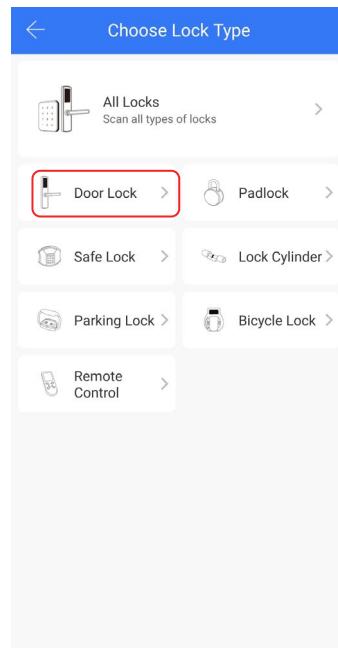 Choose Lock Type
All Locks
Scan all types of locks
Door Lock
Padlock
Safe Lock
Lock Cylinder
Parking Lock
Bicycle Lock
Remote
Control